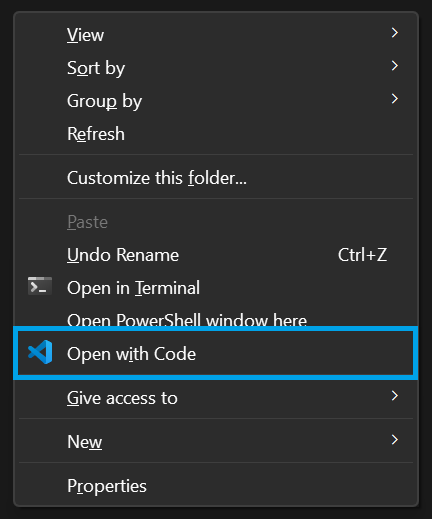 View
Sort by
Group by
Refresh
Customize this folder...
Paste
Undo Rename Ctrl+Z
Open in Terminal
Open PowerShell window here
Open with Code
Give access to
New
Properties